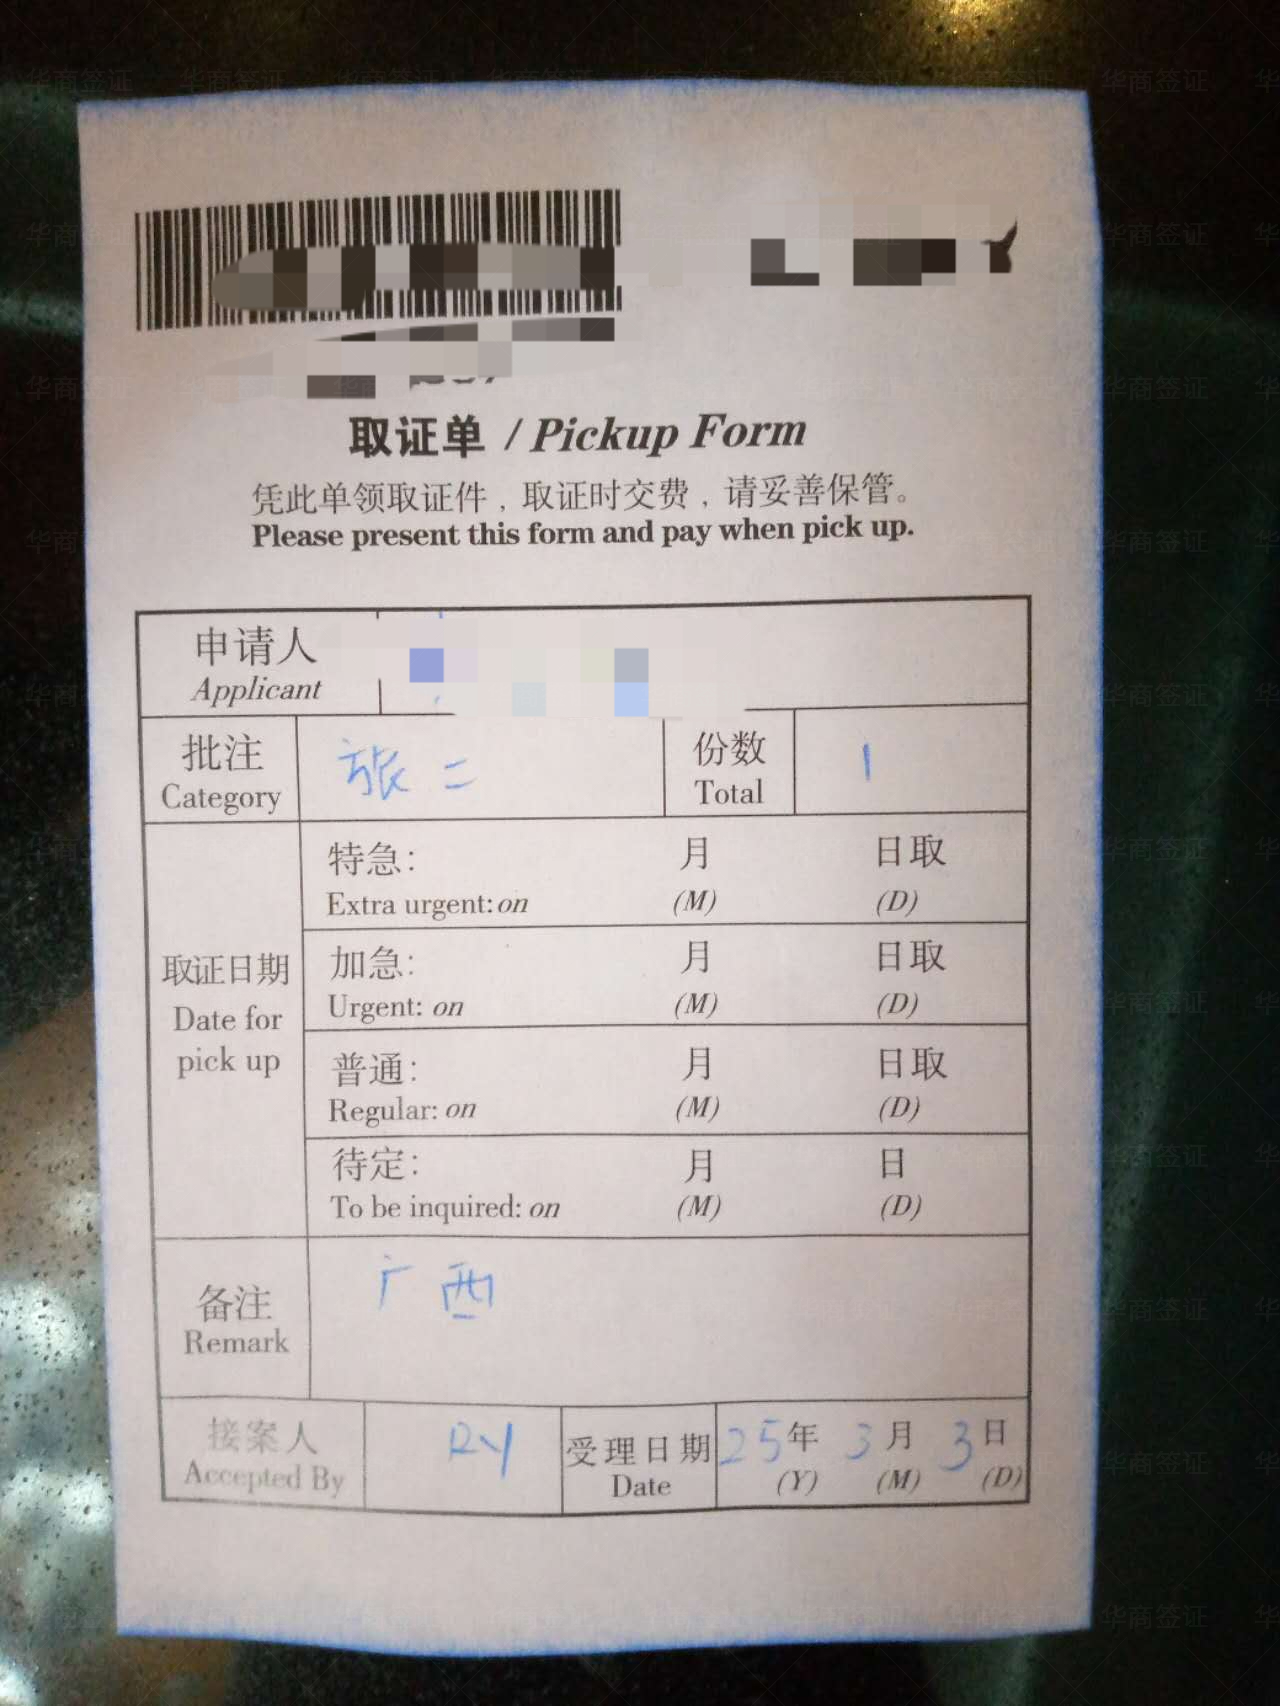 取证单 / Pickup Form
凭此单领取证件，取证时交费，请妥善保管。
Please present this form and pay when pick up.
申请人
Applicant
批注 张二 份数 1
Category Total
特急： 月 日取
Extra urgent: on (M) (D)
取证日期
Date for
pick up
加急： 月 日取
Urgent: on (M) (D)
普通： 月 日取
Regular: on (M) (D)
待定： 月 日
To be inquired: on (M) (D)
备注 广西
Remark
接案人 RY 受理日期 25年 3月 3日
Accepted By Date (Y) (M) (D)
华商签证